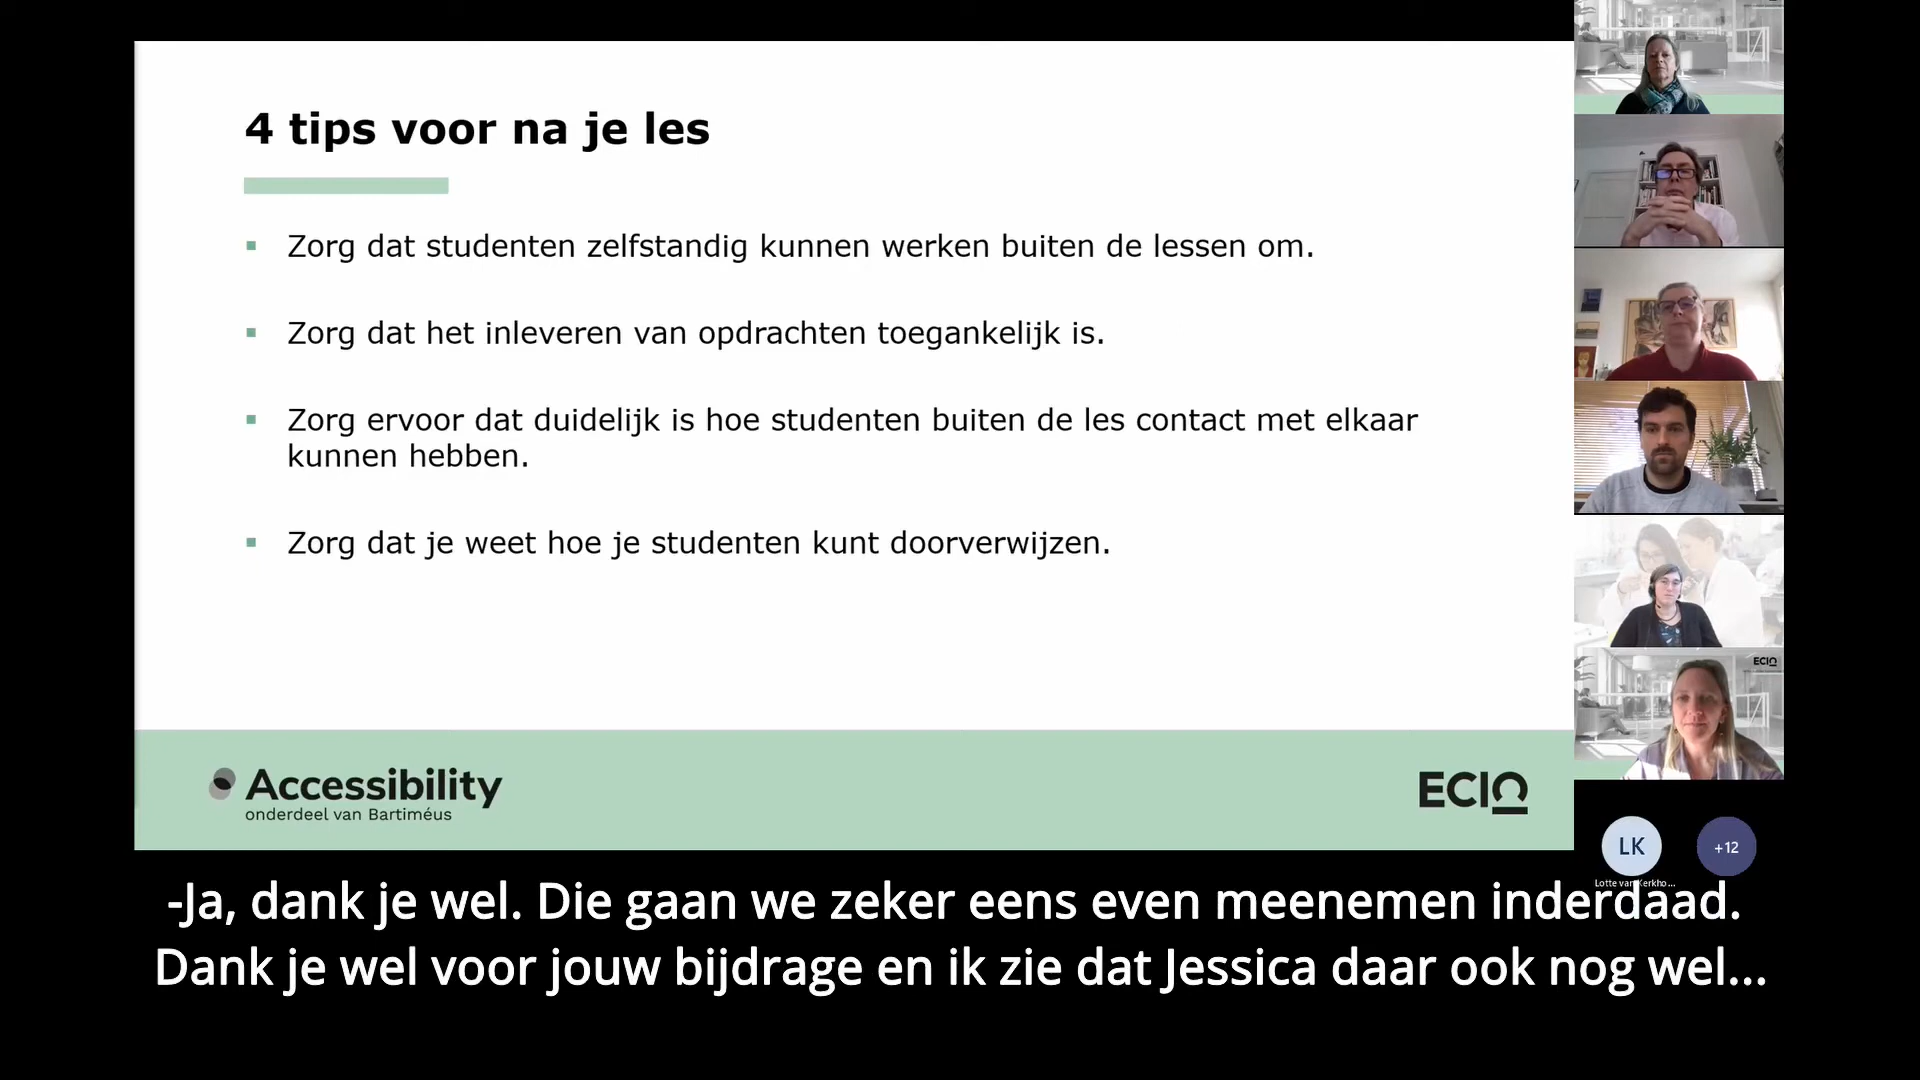 4 tips voor na je les
▪ Zorg dat studenten zelfstandig kunnen werken buiten de lessen om.
▪ Zorg dat het inleveren van opdrachten toegankelijk is.
▪ Zorg ervoor dat duidelijk is hoe studenten buiten de les contact met elkaar
kunnen hebben.
▪ Zorg dat je weet hoe je studenten kunt doorverwijzen.
Accessibility
onderdeel van Bartiméus
ECIO
ECIO
LK
+12
Lotte van Kerkho...
-Ja, dank je wel. Die gaan we zeker eens even meenemen inderdaad.
Dank je wel voor jouw bijdrage en ik zie dat Jessica daar ook nog wel...